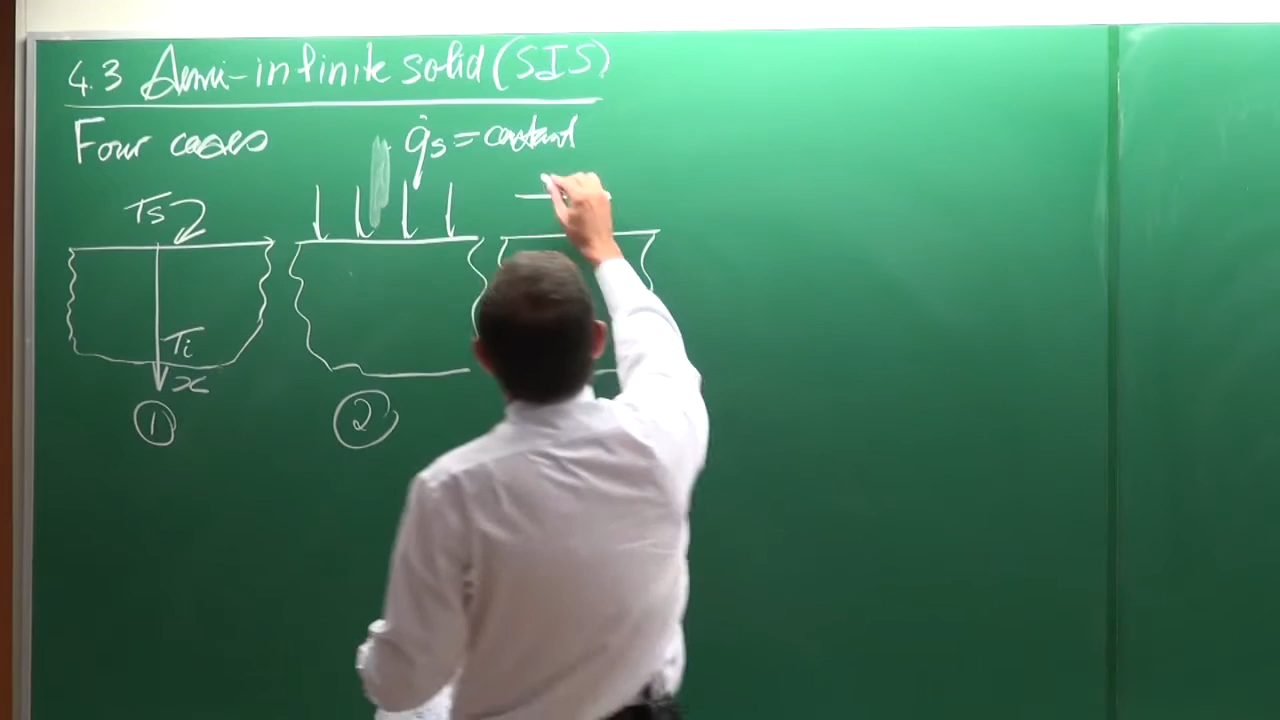 4.3 Semi-infinite solid (SIS)
Four cases
q̇s = constant
Ts
Ti
x
1
2